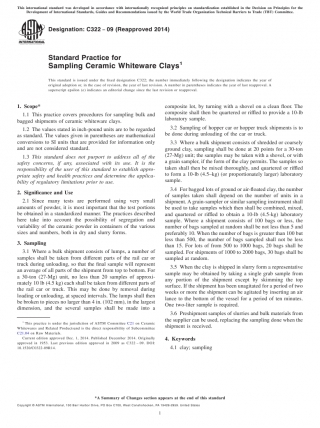 This international standard was developed in accordance with internationally recognized principles on standardization established in the Decision on Principles for the
Development of International Standards, Guides and Recommendations issued by the World Trade Organization Technical Barriers to Trade (TBT) Committee.
Designation: C322 − 09 (Reapproved 2014)
Standard Practice for
Sampling Ceramic Whiteware Clays¹
This standard is issued under the fixed designation C322; the number immediately following the designation indicates the year of
original adoption or, in the case of revision, the year of last revision. A number in parentheses indicates the year of last reapproval. A
superscript epsilon (ε) indicates an editorial change since the last revision or reapproval.
1. Scope*
1.1 This practice covers procedures for sampling bulk and
bagged shipments of ceramic whiteware clays.
1.2 The values stated in inch-pound units are to be regarded
as standard. The values given in parentheses are mathematical
conversions to SI units that are provided for information only
and are not considered standard.
1.3 This standard does not purport to address all of the
safety concerns, if any, associated with its use. It is the
responsibility of the user of this standard to establish appro-
priate safety and health practices and determine the applica-
bility of regulatory limitations prior to use.
2. Significance and Use
2.1 Since many tests are performed using very small
amounts of powder, it is most important that the test portions
be obtained in a standardized manner. The practices described
here take into account the possibility of segregation and
variability of the ceramic powder in containers of the various
sizes and numbers, both in dry and slurry forms.
3. Sampling
3.1 Where a bulk shipment consists of lumps, a number of
samples shall be taken from different parts of the rail car or
truck during unloading, so that the final sample will represent
an average of all parts of the shipment from top to bottom. For
a 30-ton (27-Mg) unit, no less than 20 samples of approxi-
mately 10 lb (4.5 kg) each shall be taken from different parts of
the rail car or truck. This may be done by removal during
loading or unloading, at spaced intervals. The lumps shall then
be broken to pieces no larger than 4 in. (102 mm), in the largest
dimension, and the several samples shall be made into a
¹ This practice is under the jurisdiction of ASTM Committee C21 on Ceramic
Whitewares and Related Products and is the direct responsibility of Subcommittee
C21.04 on Raw Materials.
Current edition approved Dec. 1, 2014. Published December 2014. Originally
approved in 1953. Last previous edition approved in 2009 as C322 – 09. DOI:
10.1520/C0322-09R14.
composite lot, by turning with a shovel on a clean floor. The
composite shall then be quartered or riffled to provide a 10-lb
laboratory sample.
3.2 Sampling of hopper car or hopper truck shipments is to
be done during unloading of the car or truck.
3.3 Where a bulk shipment consists of shredded or coarsely
ground clay, sampling shall be done at 20 points for a 30-ton
(27-Mg) unit; the samples may be taken with a shovel, or with
a grain sampler, if the form of the clay permits. The samples so
taken shall then be mixed thoroughly, and quartered or riffled
to form a 10-lb (4.5-kg) (or proportionately larger) laboratory
sample.
3.4 For bagged lots of ground or air-floated clay, the number
of samples taken shall depend on the number of units in a
shipment. A grain-sampler or similar sampling instrument shall
be used to take samples which then shall be combined, mixed,
and quartered or riffled to obtain a 10-lb (4.5-kg) laboratory
sample. Where a shipment consists of 100 bags or less, the
number of bags sampled at random shall be not less than 5 and
preferably 10. When the number of bags is greater than 100 but
less than 500, the number of bags sampled shall not be less
than 15. For lots of from 500 to 1000 bags, 20 bags shall be
sampled. For shipments of 1000 to 2000 bags, 30 bags shall be
sampled at random.
3.5 When the clay is shipped in slurry form a representative
sample may be obtained by taking a single grab sample from
any portion of the shipment except by skimming the top
surface. If the shipment has been unagitated for a period of two
weeks or more the shipment can be agitated by inserting an air
lance to the bottom of the vessel for a period of ten minutes.
One two-liter sample is required.
3.6 Preshipment samples of slurries and bulk materials from
the supplier can be used, replacing the sampling done when the
shipment is received.
4. Keywords
4.1 clay; sampling
*A Summary of Changes section appears at the end of this standard
Copyright © ASTM International, 100 Barr Harbor Drive, PO Box C700, West Conshohocken, PA 19428-2959. United States
1